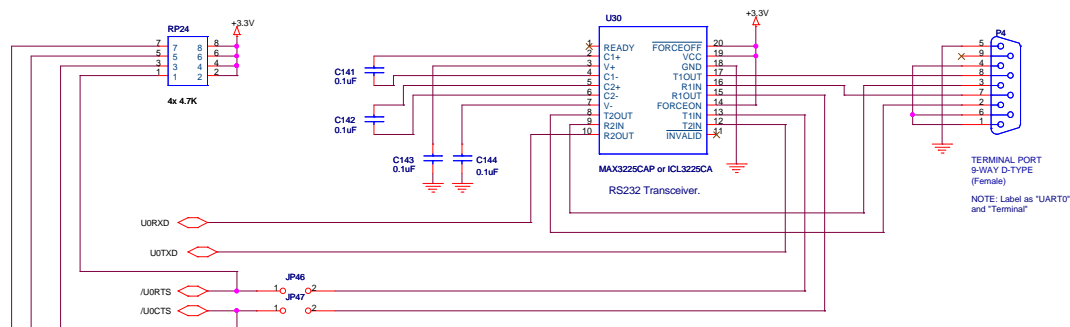 RP24
+3.3V
7 7 8 8
5 5 6 6
3 3 4 4
1 1 2 2
4x 4.7K
C141
0.1uF
C142
0.1uF
C143
0.1uF
C144
0.1uF
U30
+3.3V
1 READY FORCEOFF 20
2 C1+ VCC 19
3 V+ GND 18
4 C1- T1OUT 17
5 C2+ R1IN 16
6 C2- R1OUT 15
7 V- FORCEON 14
8 T2OUT T1IN 13
9 R2IN T2IN 12
10 R2OUT INVALID 11
MAX3225CAP or ICL3225CA
RS232 Transceiver.
P4
5
9
4
8
3
7
2
6
1
TERMINAL PORT
9-WAY D-TYPE
(Female)
NOTE: Label as "UART0"
and "Terminal"
U0RXD
U0TXD
/U0RTS
/U0CTS
JP46
1 2
JP47
1 2